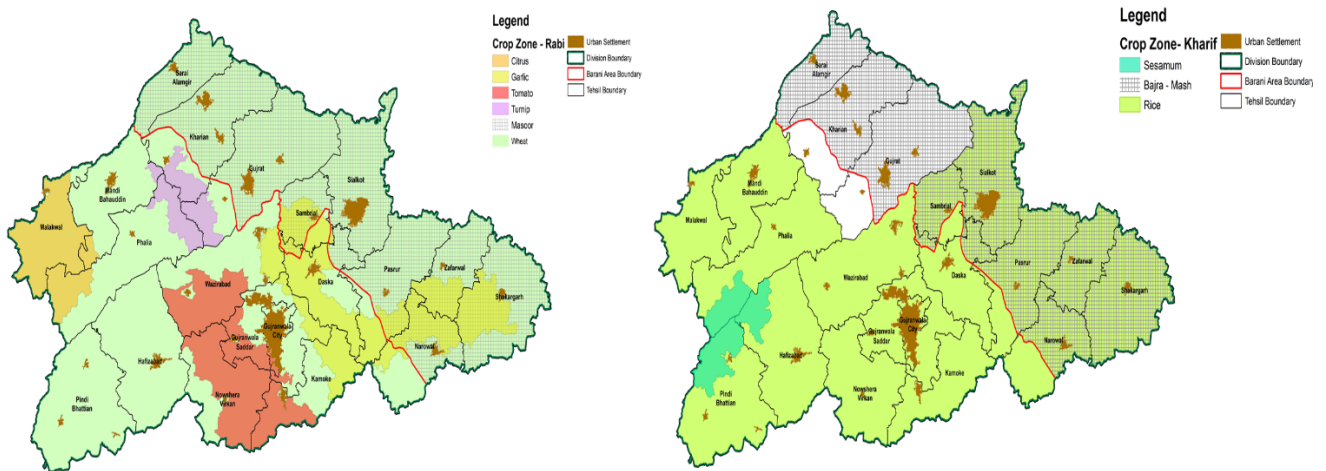 Legend
Crop Zone - Rabi
Citrus
Garlic
Tomato
Turnip
Masoor
Wheat
Urban Settlement
Division Boundary
Barani Area Boundary
Tehsil Boundary
Sarai
Alamgir
Kharian
Gujrat
Mandi
Bahauddin
Sialkot
Malakwal
Sambrial
Phalia
Pasrur
Zafarwal
Daska
Wazirabad
Shakargarh
Gujranwala
City
Gujranwala
Saddar
Narowal
Hafizabad
Kamoke
Nowshera
Virkan
Pindi
Bhattian
Legend
Crop Zone- Kharif
Sesamum
Bajra - Mash
Rice
Urban Settlement
Division Boundary
Barani Area Boundary
Tehsil Boundary
Sarai
Alamgir
Kharian
Gujrat
Mandi
Bahauddin
Sialkot
Malakwal
Sambrial
Phalia
Pasrur
Zafarwal
Daska
Wazirabad
Shakargarh
Gujranwala
City
Gujranwala
Saddar
Narowal
Hafizabad
Kamoke
Nowshera
Virkan
Pindi
Bhattian